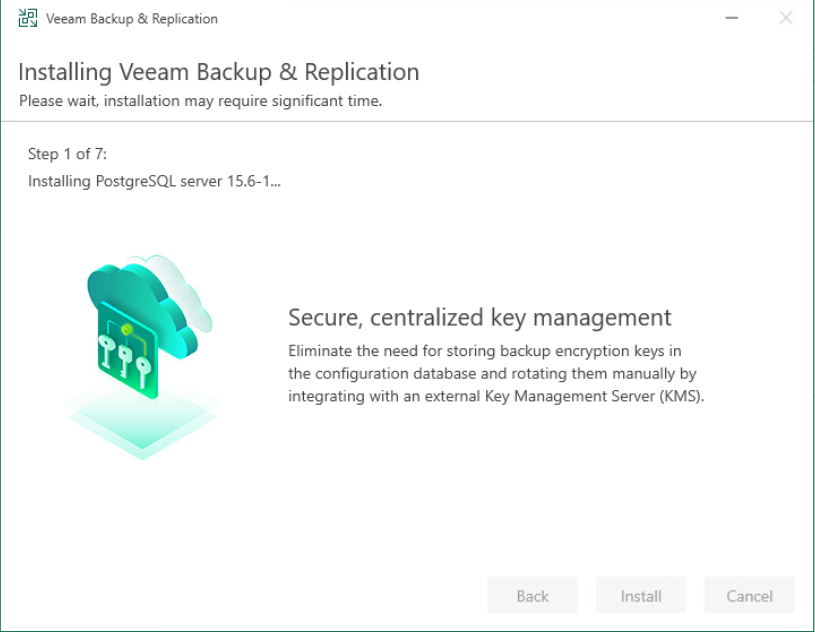 Veeam Backup & Replication
Installing Veeam Backup & Replication
Please wait, installation may require significant time.
Step 1 of 7:
Installing PostgreSQL server 15.6-1...
Secure, centralized key management
Eliminate the need for storing backup encryption keys in
the configuration database and rotating them manually by
integrating with an external Key Management Server (KMS).
Back Install Cancel